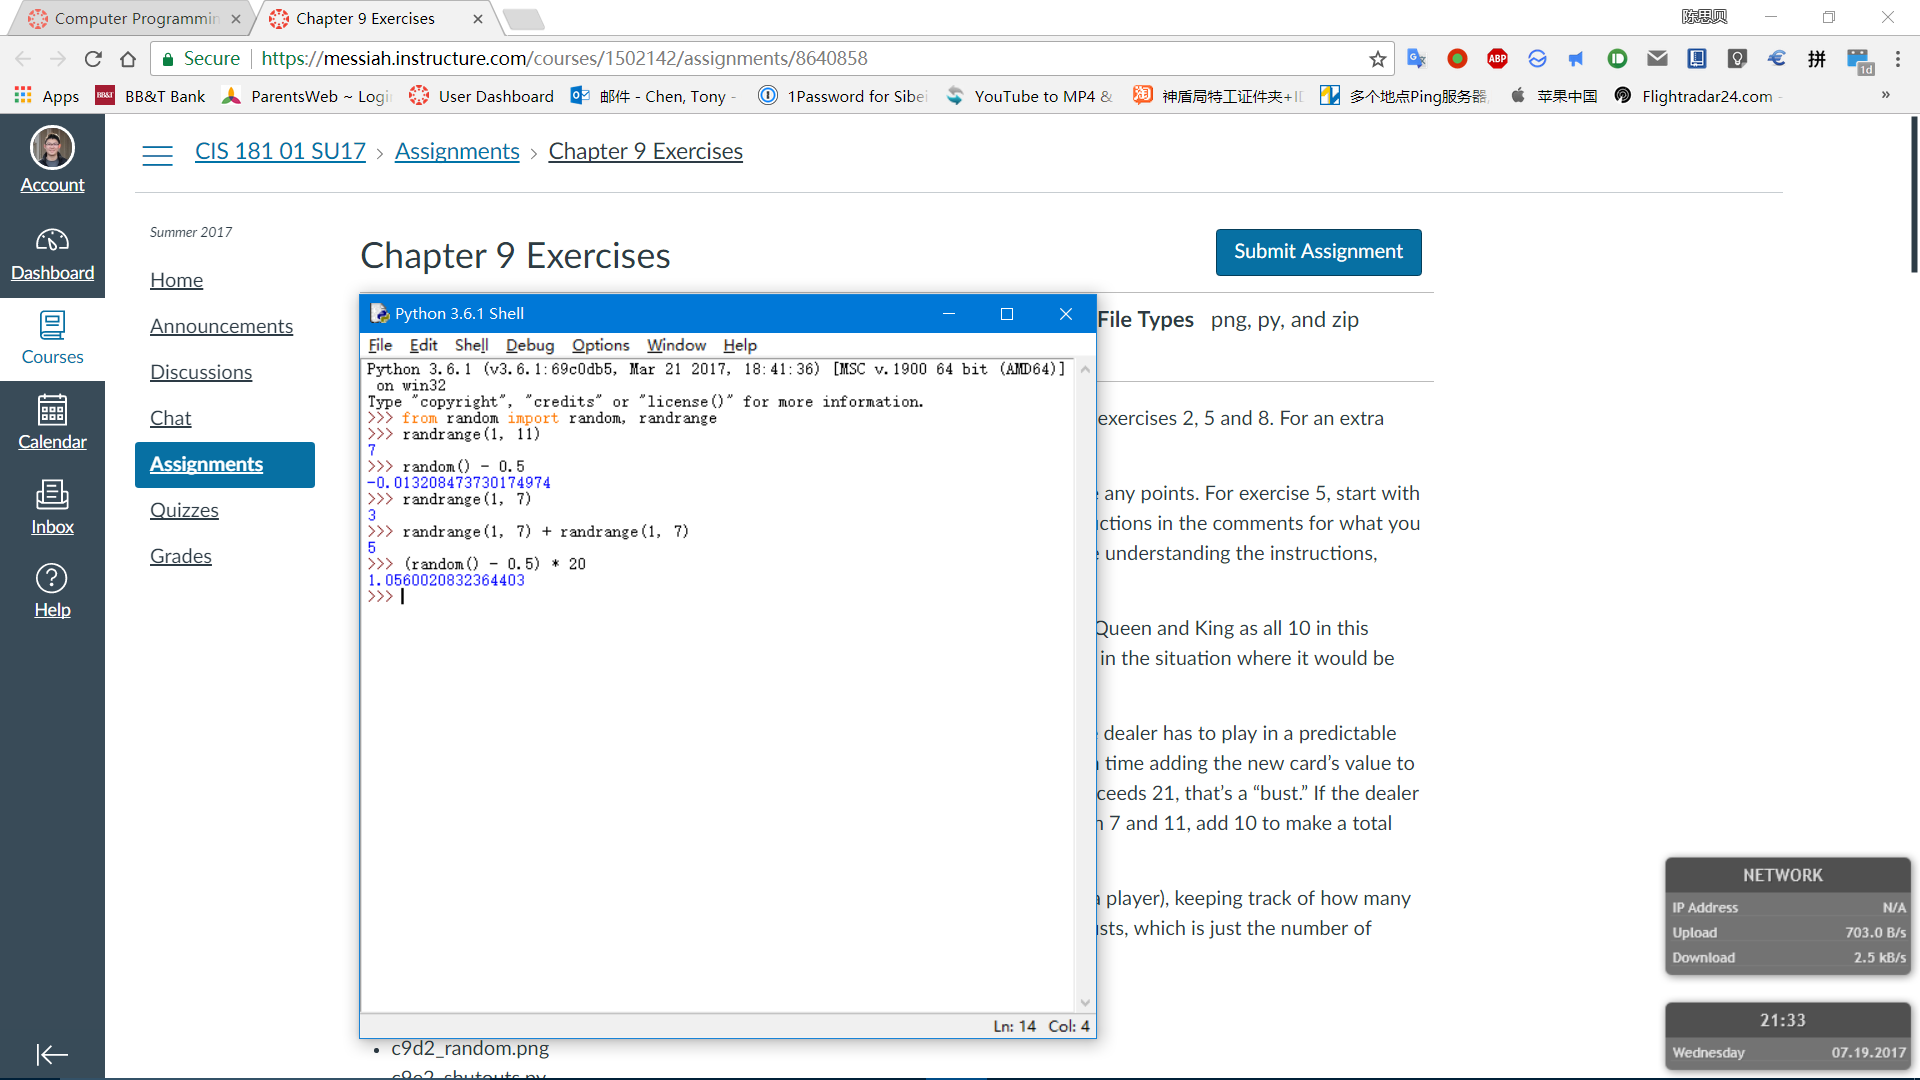 Computer Programmin
Chapter 9 Exercises
陈思贝
Secure
https://messiah.instructure.com/courses/1502142/assignments/8640858
ABP
拼
1d
Apps
BB&T
BB&T Bank
ParentsWeb ~ Logi
User Dashboard
邮件 - Chen, Tony -
1Password for Sibei
YouTube to MP4 &
淘
神盾局特工证件夹+I
多个地点Ping服务器,
苹果中国
Flightradar24.com -
»
Account
Dashboard
Courses
Calendar
Inbox
Help
CIS 181 01 SU17 › Assignments › Chapter 9 Exercises
Summer 2017
Home
Announcements
Discussions
Chat
Assignments
Quizzes
Grades
Chapter 9 Exercises
Submit Assignment
File Types png, py, and zip
exercises 2, 5 and 8. For an extra
any points. For exercise 5, start with
ctions in the comments for what you
understanding the instructions,
Queen and King as all 10 in this
in the situation where it would be
dealer has to play in a predictable
time adding the new card's value to
ceeds 21, that's a “bust.” If the dealer
7 and 11, add 10 to make a total
a player), keeping track of how many
sts, which is just the number of
Python 3.6.1 Shell
File Edit Shell Debug Options Window Help
Python 3.6.1 (v3.6.1:69c0db5, Mar 21 2017, 18:41:36) [MSC v.1900 64 bit (AMD64)]
on win32
Type "copyright", "credits" or "license()" for more information.
>>> from random import random, randrange
>>> randrange(1, 11)
7
>>> random() - 0.5
-0.013208473730174974
>>> randrange(1, 7)
3
>>> randrange(1, 7) + randrange(1, 7)
5
>>> (random() - 0.5) * 20
1.0560020832364403
>>>
Ln: 14 Col: 4
• c9d2_random.png
c9e2_shutouts.py
NETWORK
IP Address N/A
Upload 703.0 B/s
Download 2.5 kB/s
21:33
Wednesday 07.19.2017